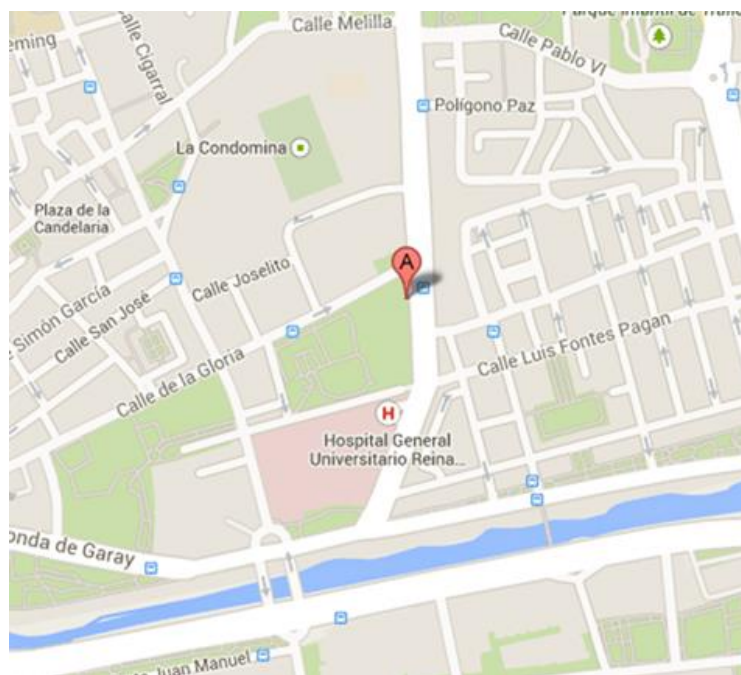 Parque Infantil de
Calle Melilla
eming
Calle Cigarral
Calle Pablo VI
Polígono Paz
La Condomina
Plaza de la
Candelaria
A
Calle Joselito
Simón García
Calle San José
Calle Luis Fontes Pagan
Calle de la Gloria
H
Hospital General
Universitario Reina...
onda de Garay
Juan Manuel